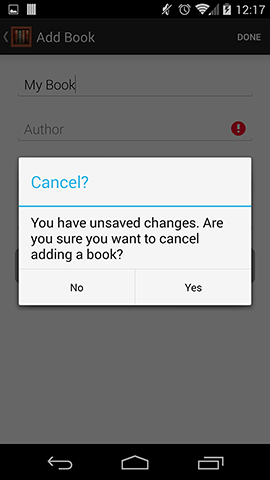 12:17
Add Book
DONE
My Book
Author
Cancel?
You have unsaved changes. Are
you sure you want to cancel
adding a book?
No
Yes